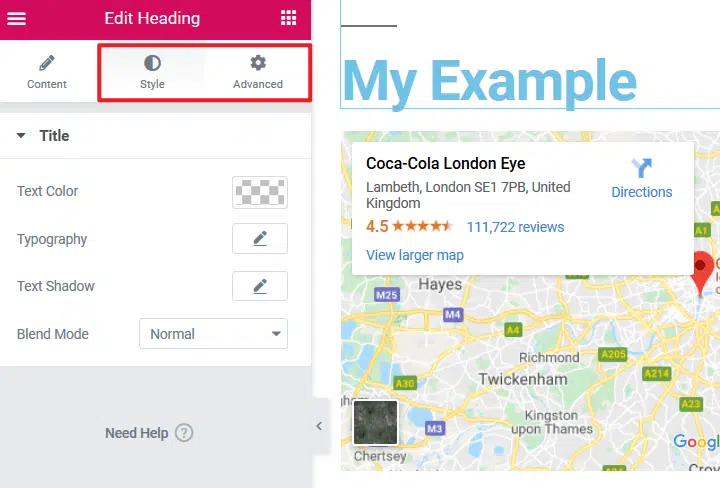 Edit Heading
Content
Style
Advanced
Title
Text Color
Typography
Text Shadow
Blend Mode
Normal
Need Help
?
My Example
Coca-Cola London Eye
Lambeth, London SE1 7PB, United
Kingdom
4.5
111,722 reviews
View larger map
Directions
A1
Hayes
M25
M4
A4
Richmond
A205
A214
Twickenham
A30
A23
Kingston
upon Thames
M3
Chertsey